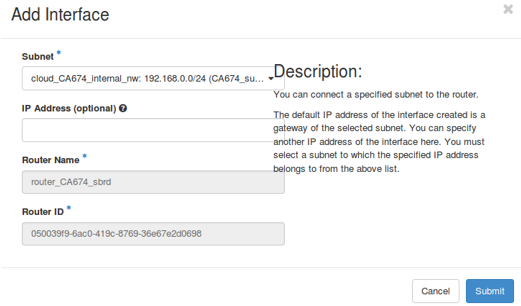 Add Interface
×
Subnet *
cloud_CA674_internal_nw: 192.168.0.0/24 (CA674_su...
IP Address (optional)
Router Name *
router_CA674_sbrd
Router ID *
050039f9-6ac0-419c-8769-36e67e2d0698
Description:
You can connect a specified subnet to the router.
The default IP address of the interface created is a
gateway of the selected subnet. You can specify
another IP address of the interface here. You must
select a subnet to which the specified IP address
belongs to from the above list.
Cancel
Submit